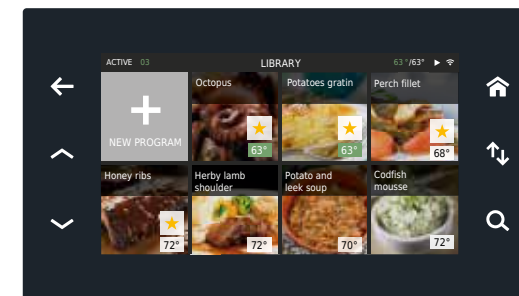 ACTIVE 03
LIBRARY
63°/63°
NEW PROGRAM
Octopus
63°
Potatoes gratin
63°
Perch fillet
68°
Honey ribs
72°
Herby lamb
shoulder
72°
Potato and
leek soup
70°
Codfish
mousse
72°